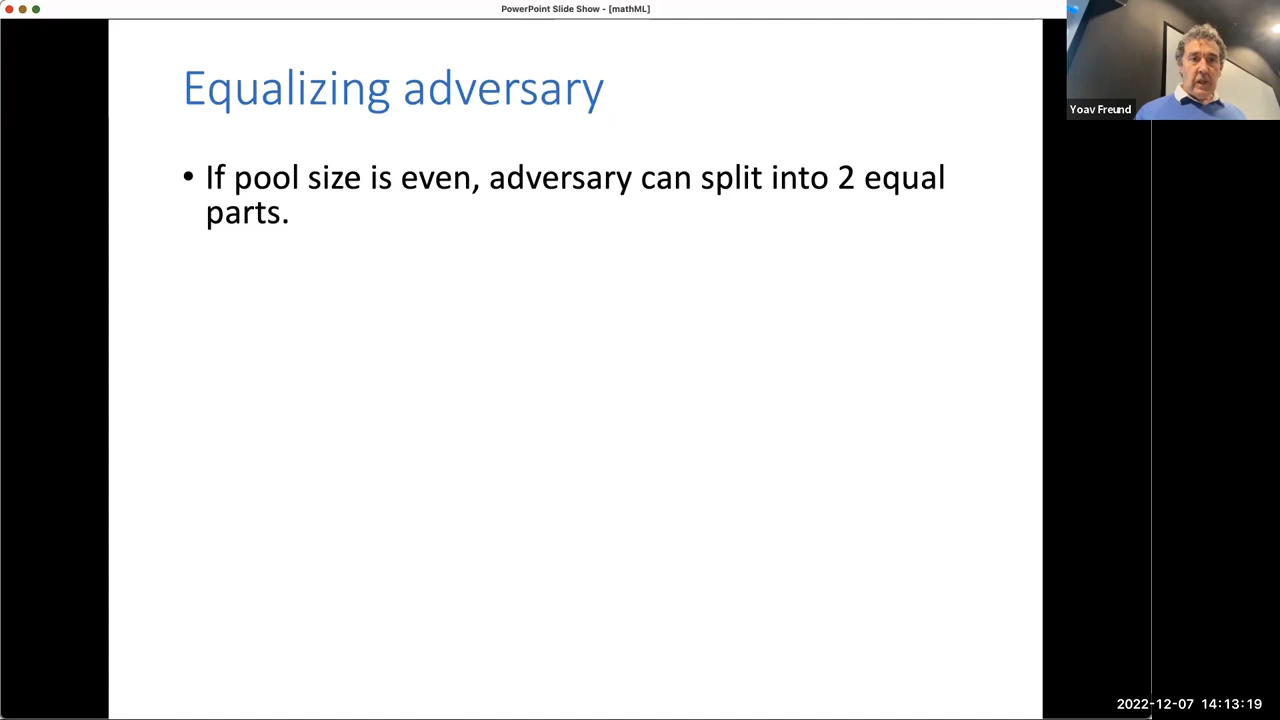 PowerPoint Slide Show - [mathML]
Equalizing adversary
• If pool size is even, adversary can split into 2 equal
parts.
Yoav Freund
2022-12-07 14:13:19